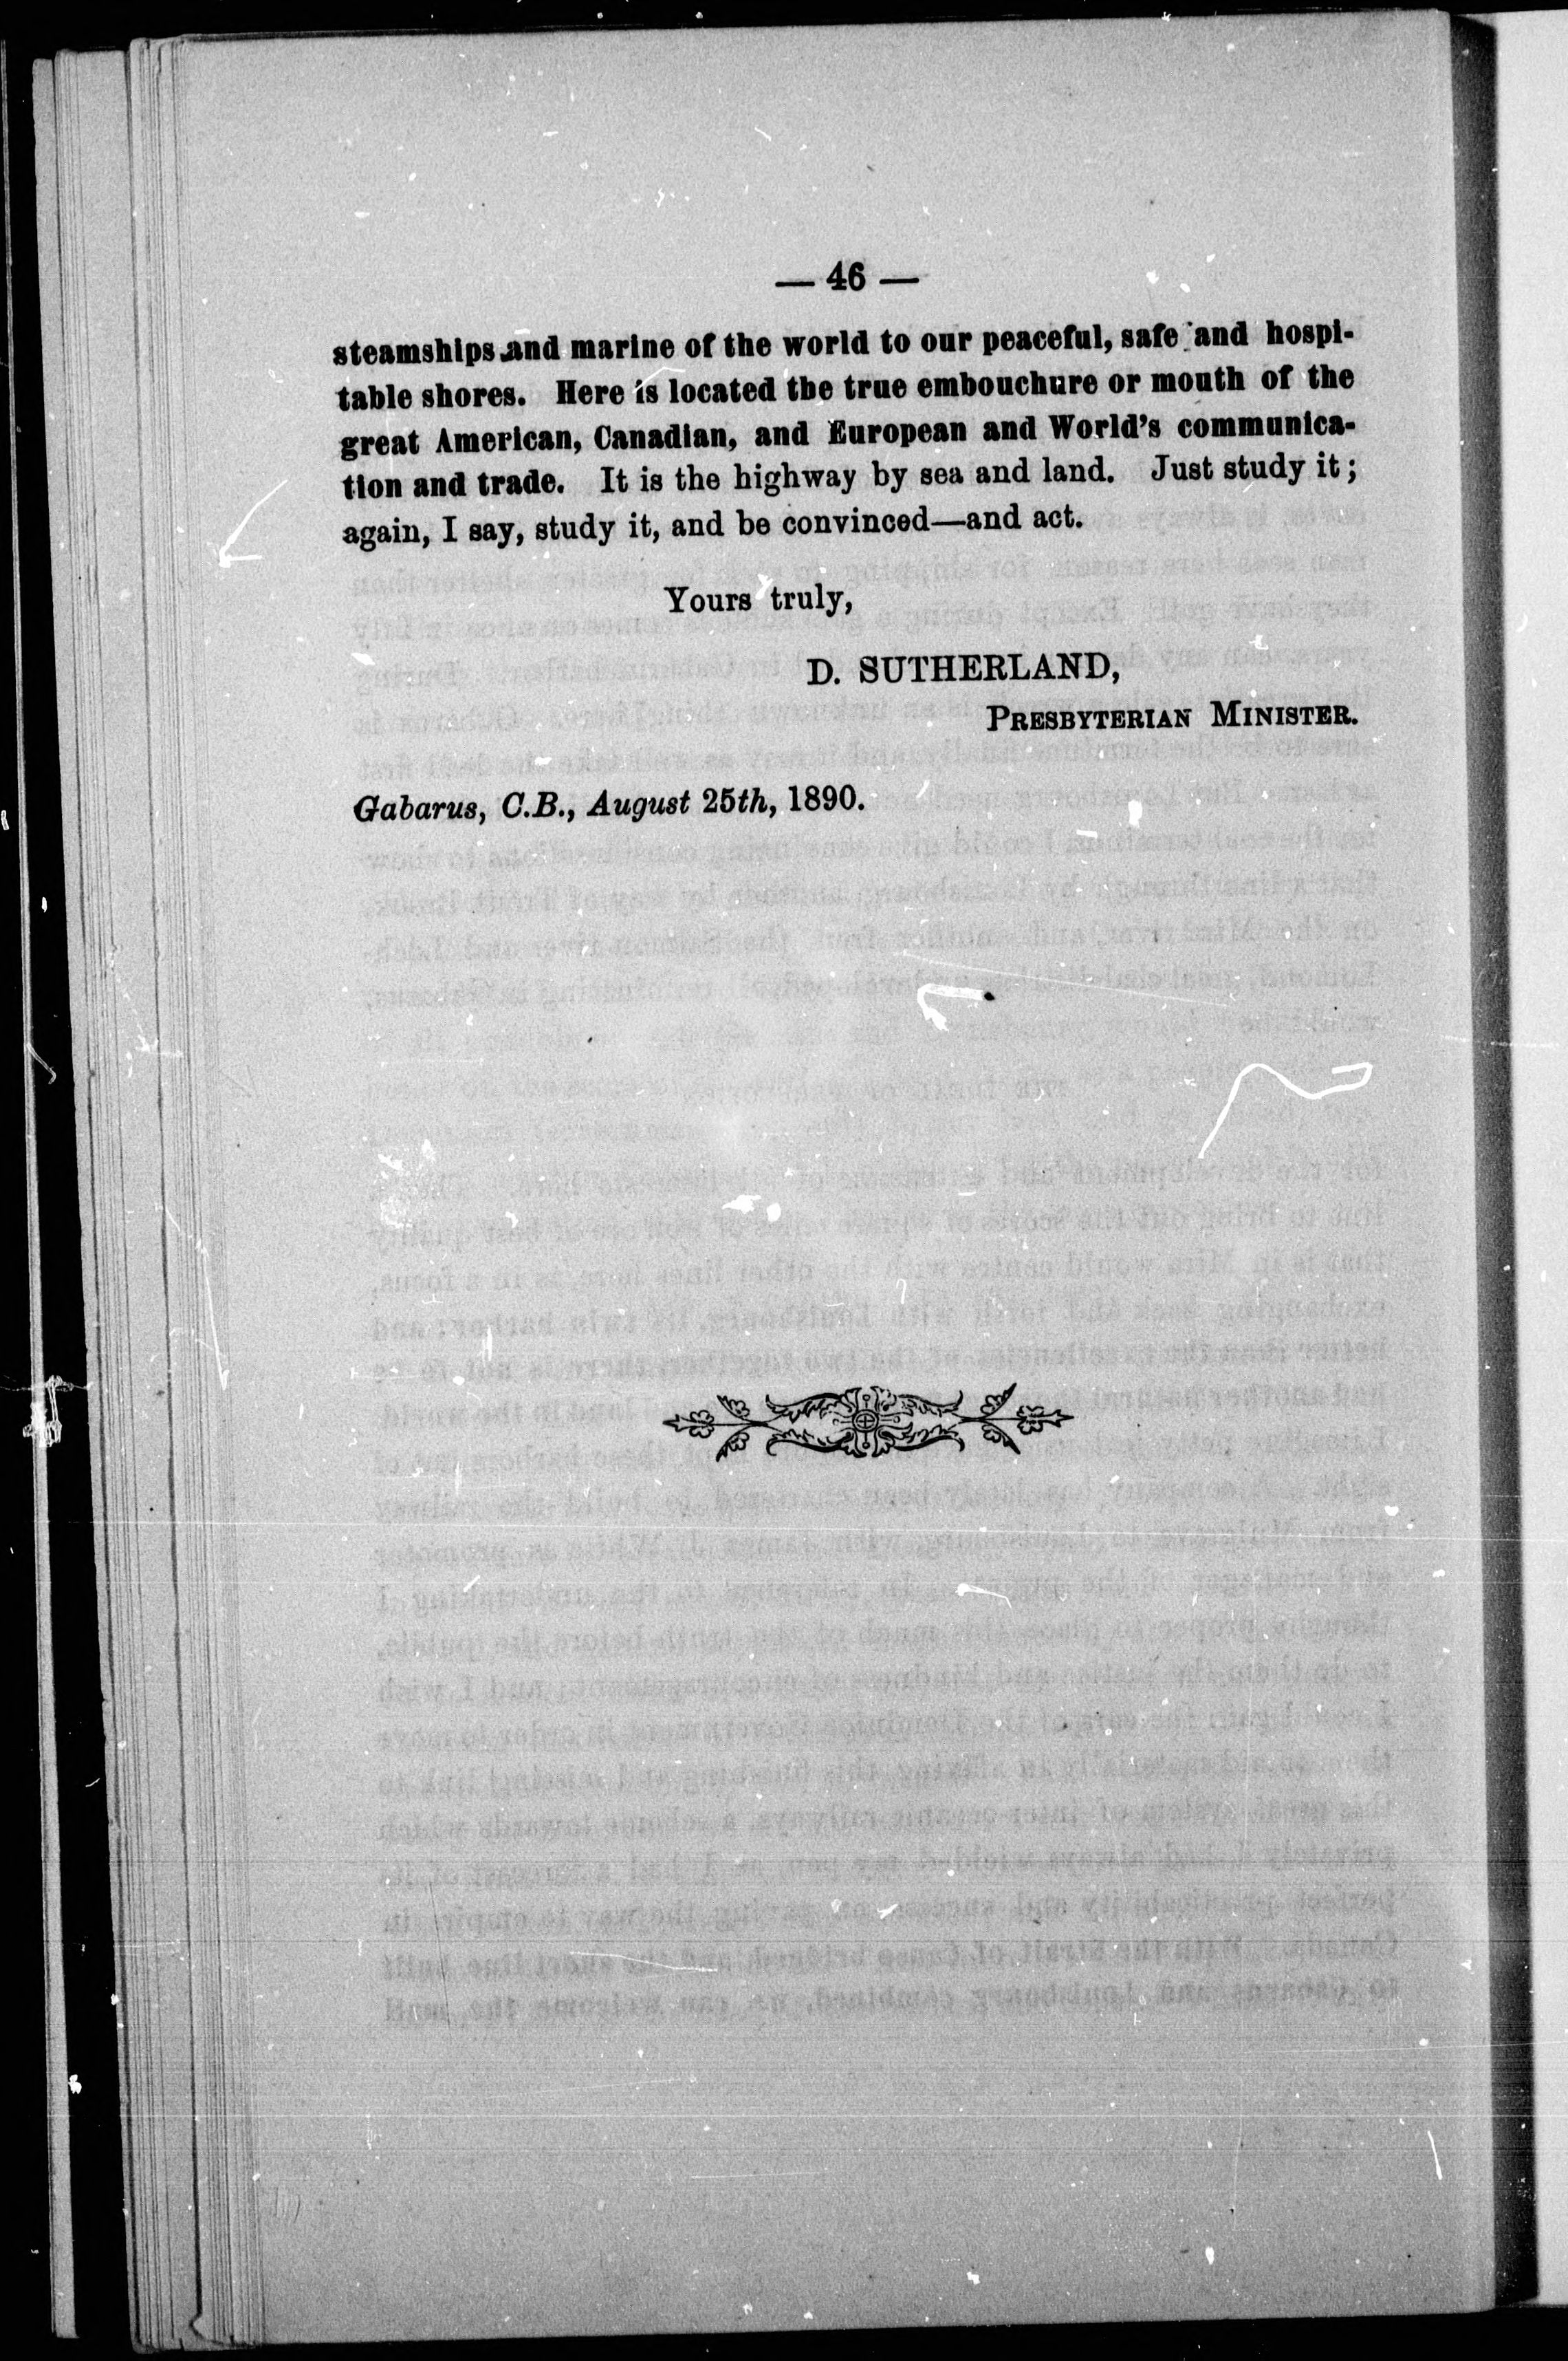 — 46 —
steamships and marine of the world to our peaceful, safe and hospi-
table shores. Here is located the true embouchure or mouth of the
great American, Canadian, and European and World's communica-
tion and trade. It is the highway by sea and land. Just study it;
again, I say, study it, and be convinced—and act.
Yours truly,
D. SUTHERLAND,
PRESBYTERIAN MINISTER.
Gabarus, C.B., August 25th, 1890.